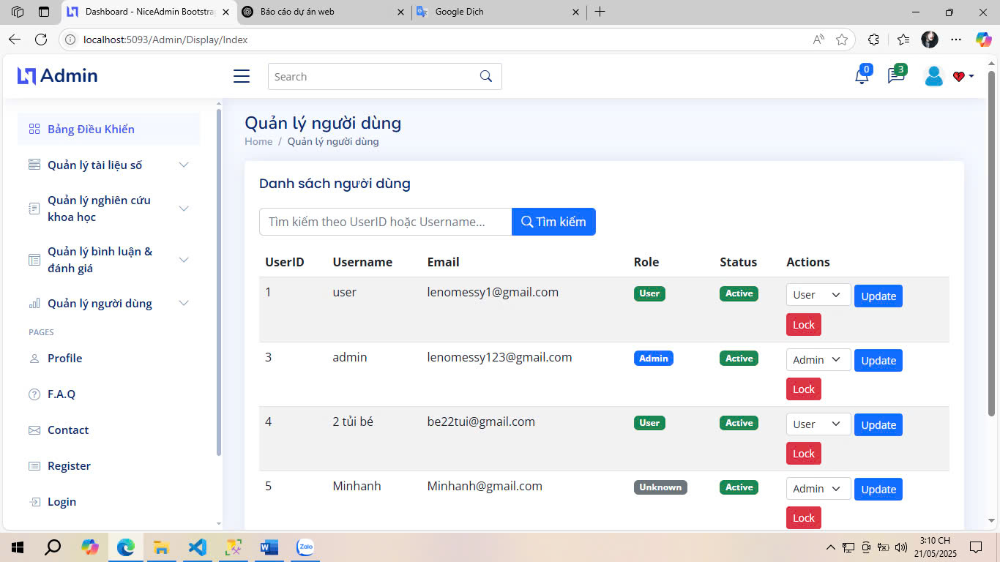 Dashboard - NiceAdmin Bootstra
Báo cáo dự án web
Google Dịch
localhost:5093/Admin/Display/Index
Admin
Search
0
3
Bảng Điều Khiển
Quản lý tài liệu số
Quản lý nghiên cứu
khoa học
Quản lý bình luận &
đánh giá
Quản lý người dùng
PAGES
Profile
F.A.Q
Contact
Register
Login
Quản lý người dùng
Home / Quản lý người dùng
Danh sách người dùng
Tìm kiếm theo UserID hoặc Username... Tìm kiếm
UserID Username Email Role Status Actions
1 user lenomessy1@gmail.com User Active User Update
Lock
3 admin lenomessy123@gmail.com Admin Active Admin Update
Lock
4 2 tủi bé be22tui@gmail.com User Active User Update
Lock
5 Minhanh Minhanh@gmail.com Unknown Active Admin Update
Lock
Zalo
3:10 CH
21/05/2025